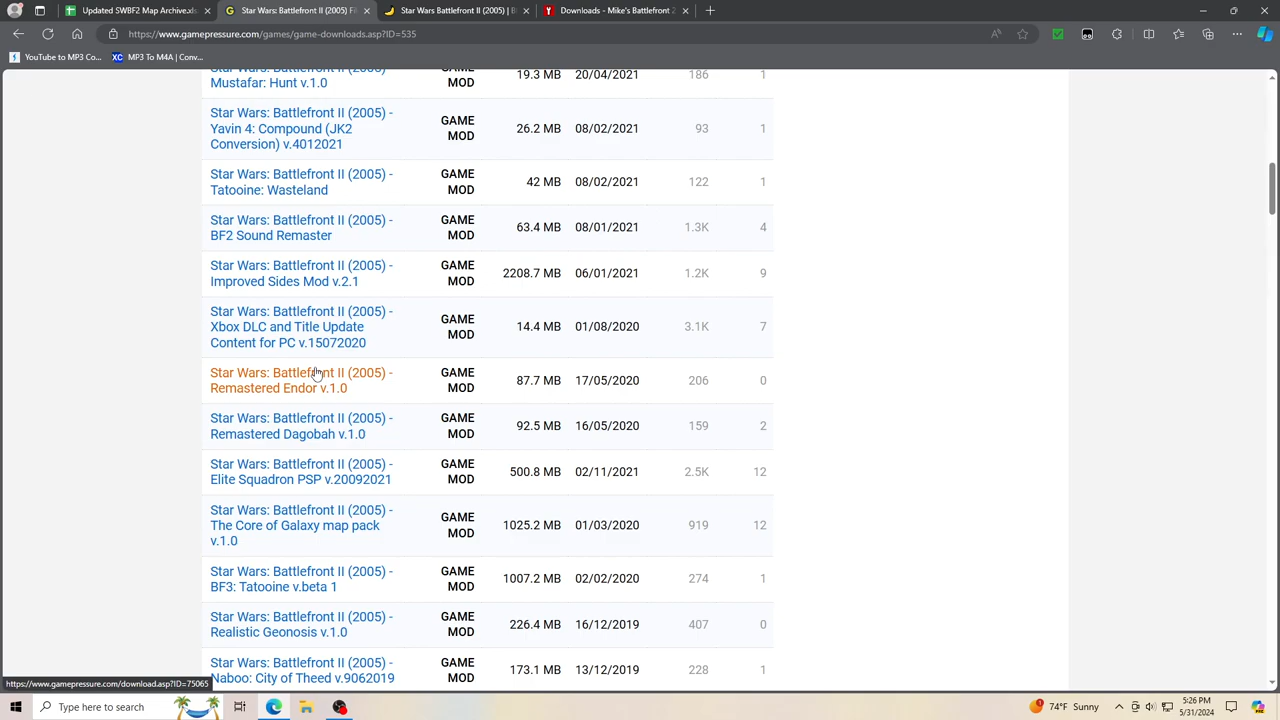 Updated SWBF2 Map Archive.xls
Star Wars: Battlefront II (2005) Fi
Star Wars Battlefront II (2005) | B
Downloads - Mike's Battlefront 2
https://www.gamepressure.com/games/game-downloads.asp?ID=535
YouTube to MP3 Co...
XC MP3 To M4A | Conv...
Star Wars: Battlefront II (2005) -
Mustafar: Hunt v.1.0
GAME
MOD
19.3 MB
20/04/2021
186
1
Star Wars: Battlefront II (2005) -
Yavin 4: Compound (JK2
Conversion) v.4012021
GAME
MOD
26.2 MB
08/02/2021
93
1
Star Wars: Battlefront II (2005) -
Tatooine: Wasteland
GAME
MOD
42 MB
08/02/2021
122
1
Star Wars: Battlefront II (2005) -
BF2 Sound Remaster
GAME
MOD
63.4 MB
08/01/2021
1.3K
4
Star Wars: Battlefront II (2005) -
Improved Sides Mod v.2.1
GAME
MOD
2208.7 MB
06/01/2021
1.2K
9
Star Wars: Battlefront II (2005) -
Xbox DLC and Title Update
Content for PC v.15072020
GAME
MOD
14.4 MB
01/08/2020
3.1K
7
Star Wars: Battlefront II (2005) -
Remastered Endor v.1.0
GAME
MOD
87.7 MB
17/05/2020
206
0
Star Wars: Battlefront II (2005) -
Remastered Dagobah v.1.0
GAME
MOD
92.5 MB
16/05/2020
159
2
Star Wars: Battlefront II (2005) -
Elite Squadron PSP v.20092021
GAME
MOD
500.8 MB
02/11/2021
2.5K
12
Star Wars: Battlefront II (2005) -
The Core of Galaxy map pack
v.1.0
GAME
MOD
1025.2 MB
01/03/2020
919
12
Star Wars: Battlefront II (2005) -
BF3: Tatooine v.beta 1
GAME
MOD
1007.2 MB
02/02/2020
274
1
Star Wars: Battlefront II (2005) -
Realistic Geonosis v.1.0
GAME
MOD
226.4 MB
16/12/2019
407
0
Star Wars: Battlefront II (2005) -
Naboo: City of Theed v.9062019
GAME
MOD
173.1 MB
13/12/2019
228
1
https://www.gamepressure.com/download.asp?ID=75065
Type here to search
74°F Sunny
5:26 PM
5/31/2024